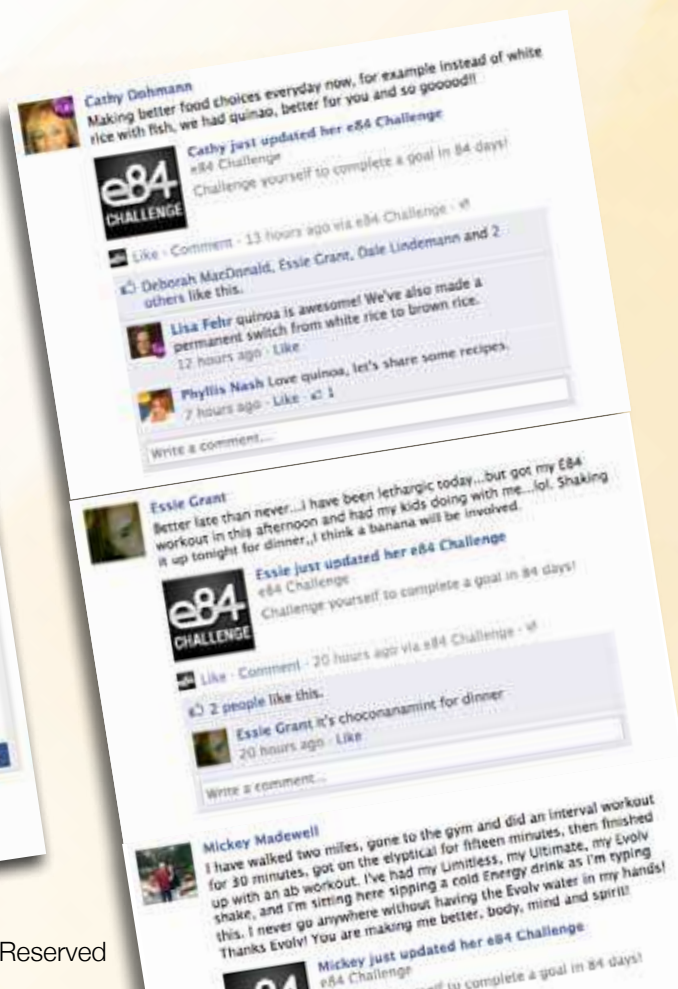 Cathy Dohmann
Making better food choices everyday now, for example instead of white
rice with fish, we had quinao, better for you and so gooood!!
Cathy just updated her e84 Challenge
e84 Challenge
Challenge yourself to complete a goal in 84 days!
e84
CHALLENGE
Like · Comment · 13 hours ago via e84 Challenge ·
Deborah MacDonald, Essie Grant, Dale Lindemann and 2
others like this.
Lisa Fehr quinoa is awesome! We've also made a
permanent switch from white rice to brown rice.
12 hours ago · Like
Phyllis Nash Love quinoa, let's share some recipes.
7 hours ago · Like · 1
Write a comment...
Essie Grant
Better late than never...I have been lethargic today...but got my E84
workout in this afternoon and had my kids doing with me...lol. Shaking
it up tonight for dinner,,I think a banana will be involved.
Essie just updated her e84 Challenge
e84 Challenge
Challenge yourself to complete a goal in 84 days!
e84
CHALLENGE
Like · Comment · 20 hours ago via e84 Challenge ·
2 people like this.
Essie Grant it's choconanamint for dinner
20 hours ago · Like
Write a comment...
Mickey Madewell
I have walked two miles, gone to the gym and did an interval workout
for 30 minutes, got on the elyptical for fifteen minutes, then finished
up with an ab workout. I've had my Limitless, my Ultimate, my Evolv
shake, and I'm sitting here sipping a cold Energy drink as I'm typing
this. I never go anywhere without having the Evolv water in my hands!
Thanks Evolv! You are making me better, body, mind and spirit!
Mickey just updated her e84 Challenge
e84 Challenge
to complete a goal in 84 days!
Reserved